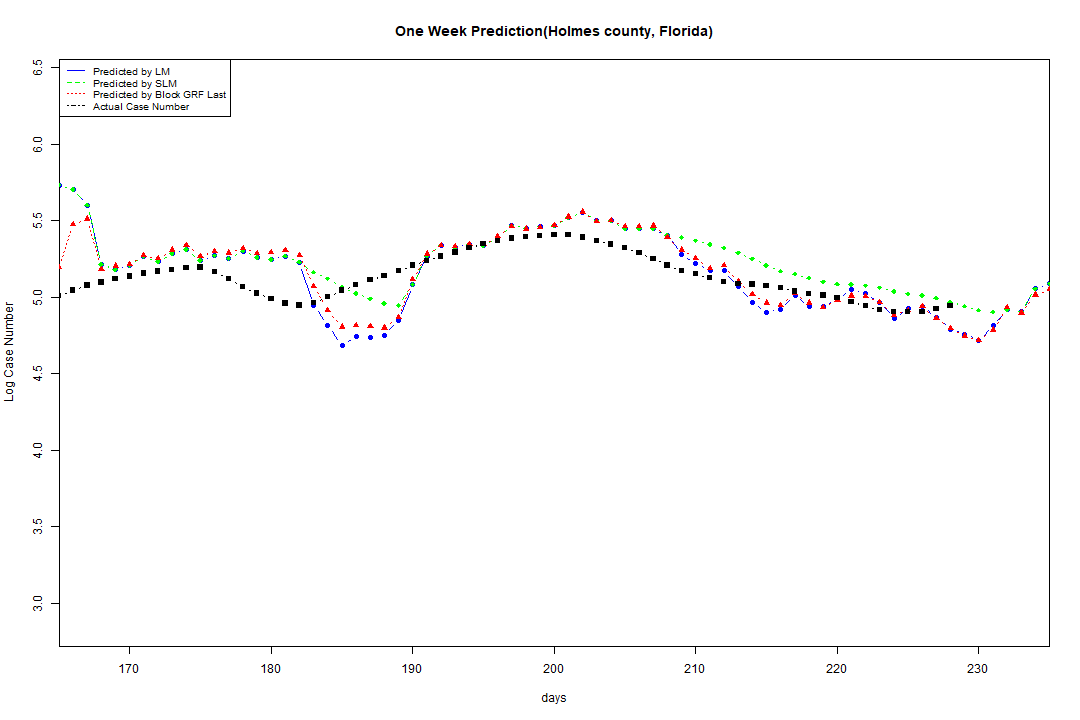 One Week Prediction(Holmes county, Florida)
Predicted by LM
Predicted by SLM
Predicted by Block GRF Last
Actual Case Number
6.5
6.0
5.5
5.0
4.5
4.0
3.5
3.0
Log Case Number
170 180 190 200 210 220 230
days